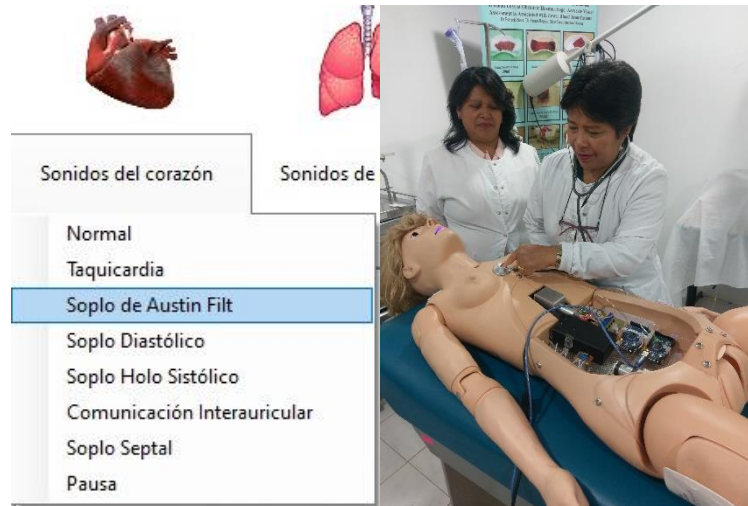 Sonidos del corazón
Sonidos de
Normal
Taquicardia
Soplo de Austin Filt
Soplo Diastólico
Soplo Holo Sistólico
Comunicación Interauricular
Soplo Septal
Pausa